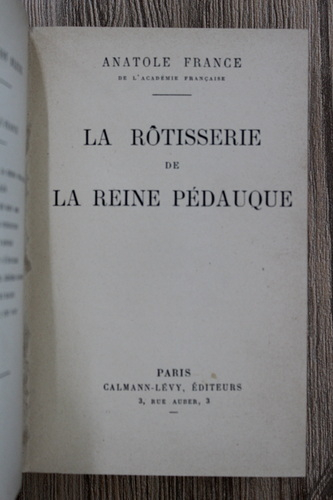 ANATOLE FRANCE
DE L'ACADÉMIE FRANÇAISE
LA RÔTISSERIE
DE
LA REINE PÉDAUQUE
PARIS
CALMANN-LÉVY, ÉDITEURS
3, RUE AUBER, 3